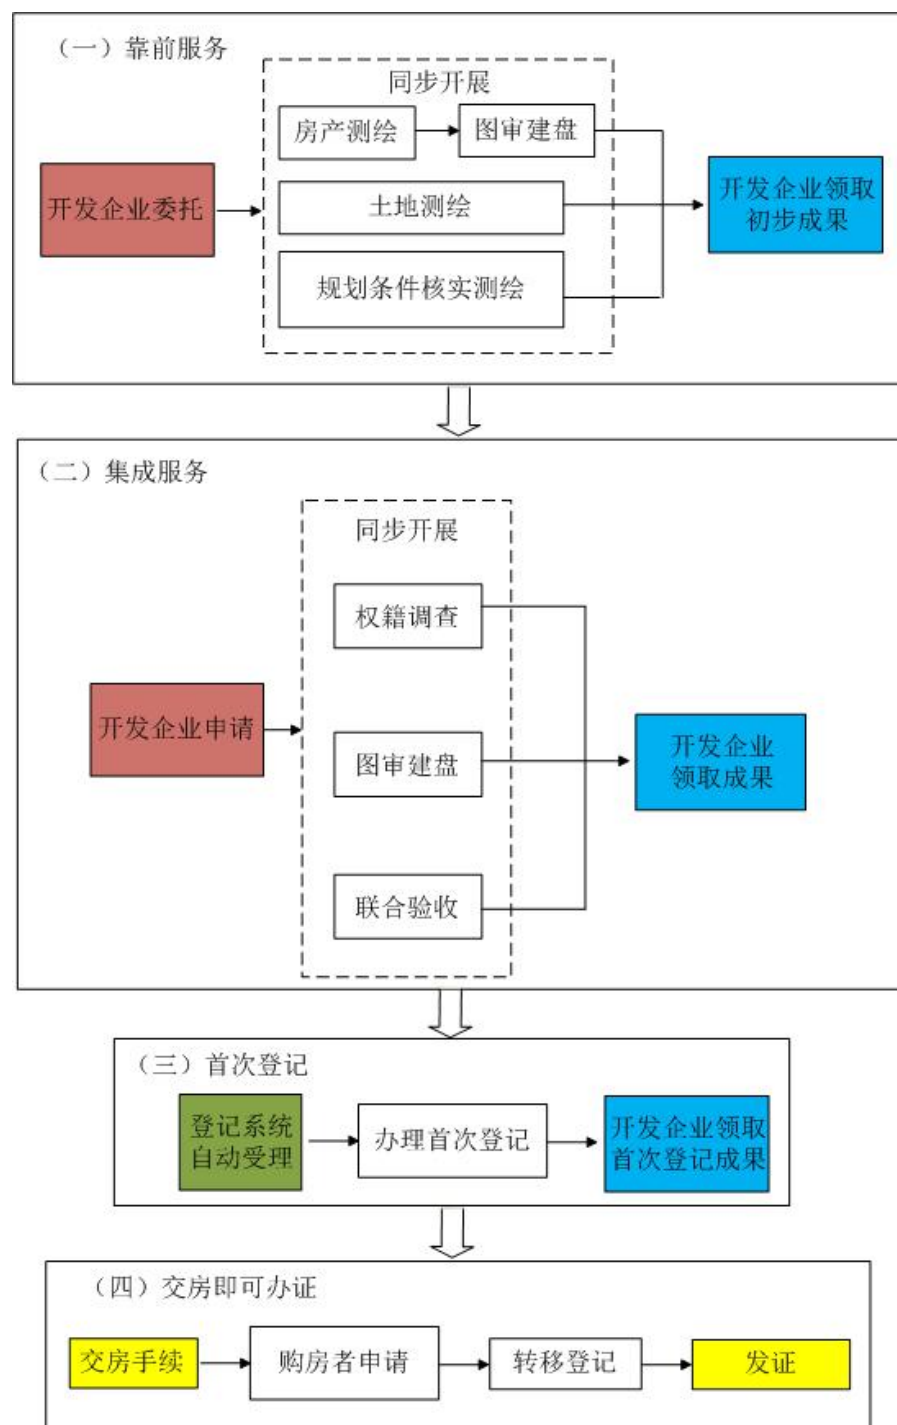 （一）靠前服务
同步开展
房产测绘
图审建盘
开发企业委托
土地测绘
开发企业领取
初步成果
规划条件核实测绘
（二）集成服务
同步开展
权籍调查
开发企业申请
图审建盘
开发企业
领取成果
联合验收
（三）首次登记
登记系统
自动受理
办理首次登记
开发企业领取
首次登记成果
（四）交房即可办证
交房手续
购房者申请
转移登记
发证